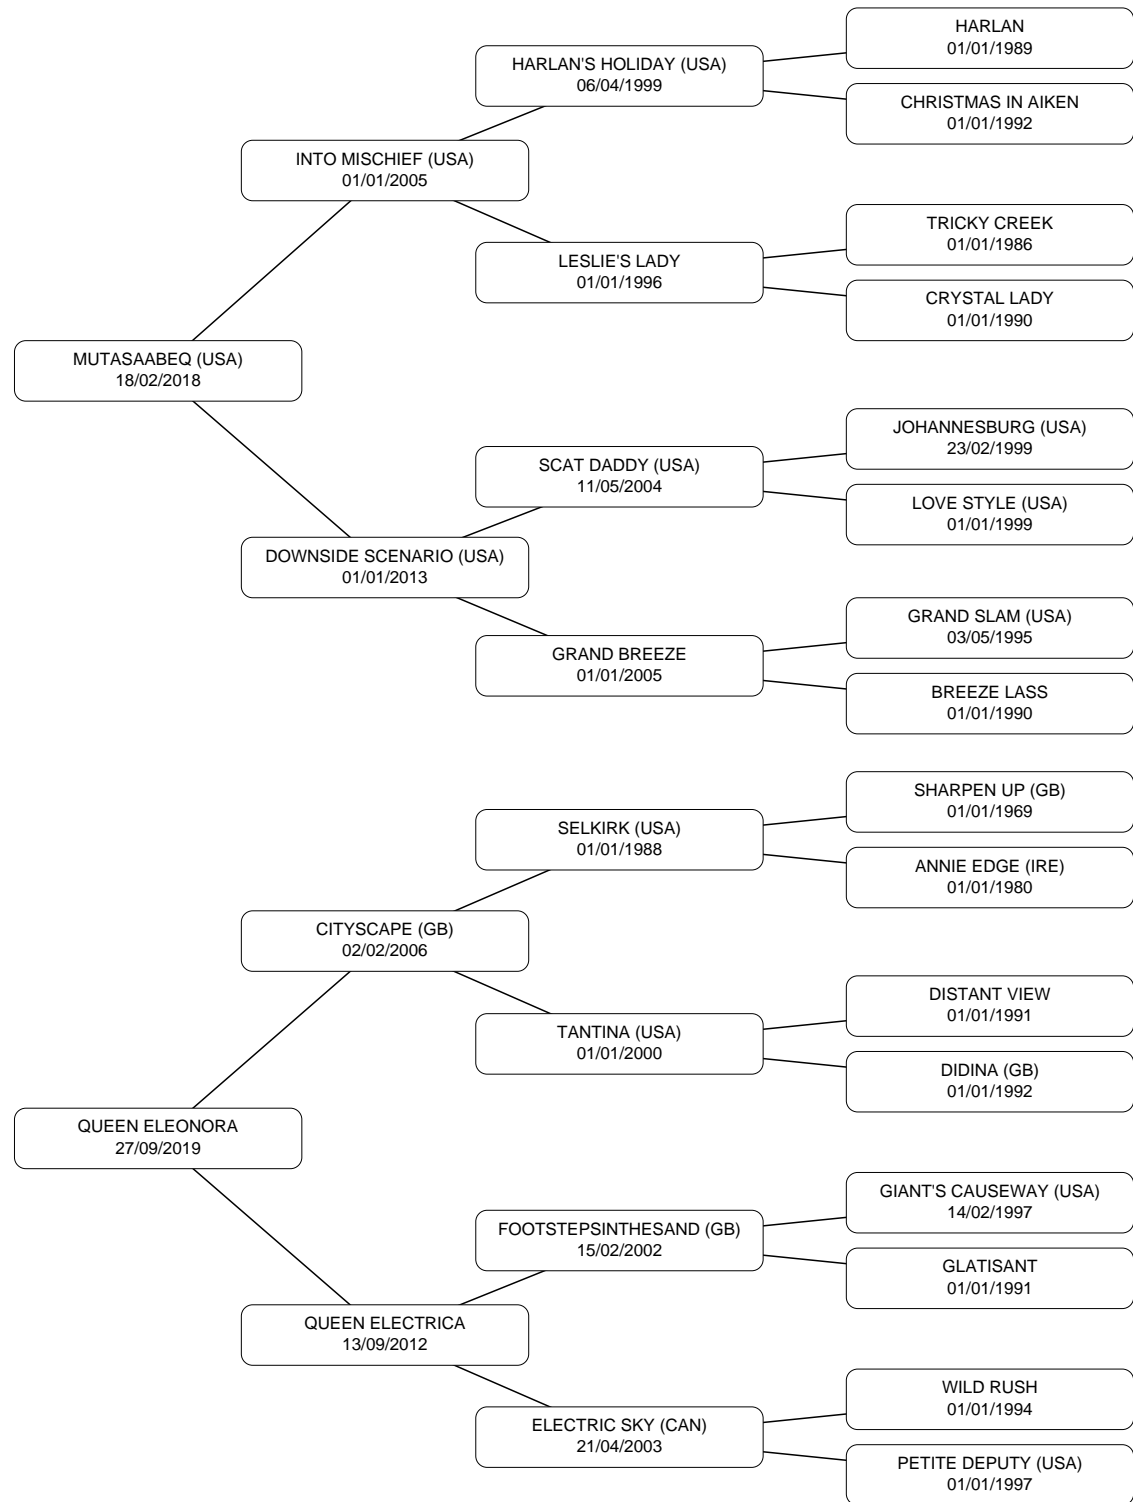 HARLAN
01/01/1989
HARLAN'S HOLIDAY (USA)
06/04/1999
CHRISTMAS IN AIKEN
01/01/1992
INTO MISCHIEF (USA)
01/01/2005
TRICKY CREEK
01/01/1986
LESLIE'S LADY
01/01/1996
CRYSTAL LADY
01/01/1990
MUTASAABEQ (USA)
18/02/2018
JOHANNESBURG (USA)
23/02/1999
SCAT DADDY (USA)
11/05/2004
LOVE STYLE (USA)
01/01/1999
DOWNSIDE SCENARIO (USA)
01/01/2013
GRAND SLAM (USA)
03/05/1995
GRAND BREEZE
01/01/2005
BREEZE LASS
01/01/1990
SHARPEN UP (GB)
01/01/1969
SELKIRK (USA)
01/01/1988
ANNIE EDGE (IRE)
01/01/1980
CITYSCAPE (GB)
02/02/2006
DISTANT VIEW
01/01/1991
TANTINA (USA)
01/01/2000
DIDINA (GB)
01/01/1992
QUEEN ELEONORA
27/09/2019
GIANT'S CAUSEWAY (USA)
14/02/1997
FOOTSTEPSINTHESAND (GB)
15/02/2002
GLATISANT
01/01/1991
QUEEN ELECTRICA
13/09/2012
WILD RUSH
01/01/1994
ELECTRIC SKY (CAN)
21/04/2003
PETITE DEPUTY (USA)
01/01/1997